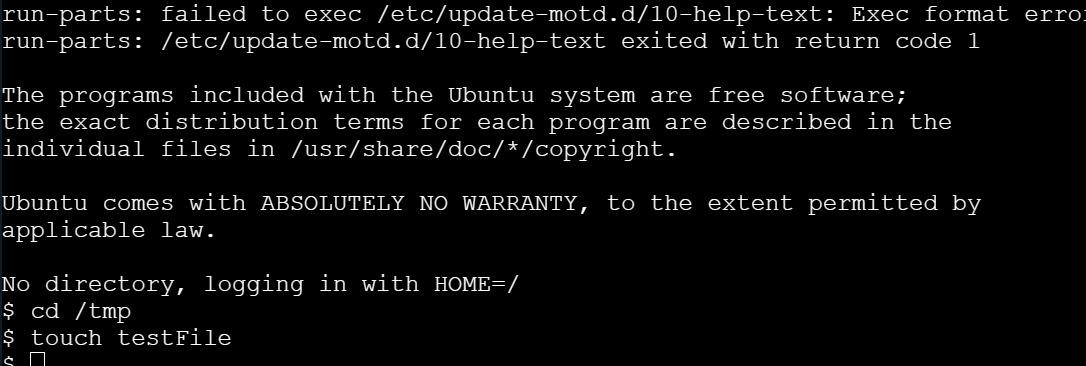 run-parts: failed to exec /etc/update-motd.d/10-help-text: Exec format erro
run-parts: /etc/update-motd.d/10-help-text exited with return code 1
The programs included with the Ubuntu system are free software;
the exact distribution terms for each program are described in the
individual files in /usr/share/doc/*/copyright.
Ubuntu comes with ABSOLUTELY NO WARRANTY, to the extent permitted by
applicable law.
No directory, logging in with HOME=/
$ cd /tmp
$ touch testFile
$